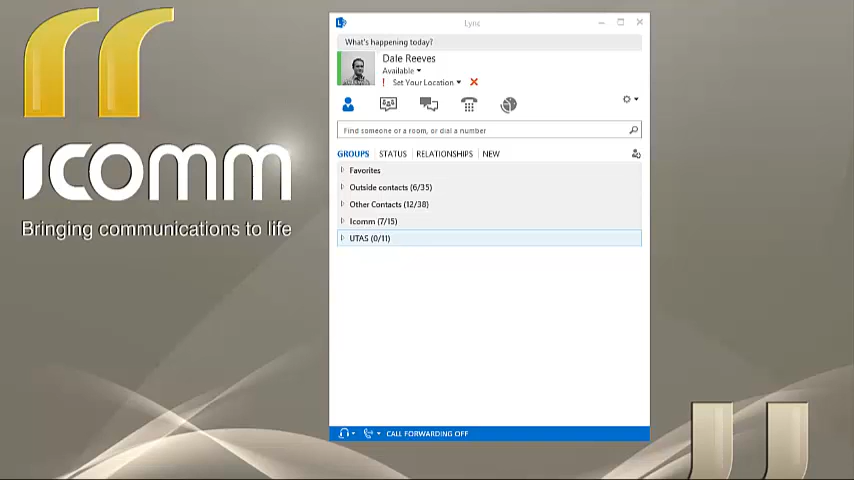 ıcomm
Bringing communications to life
Lync
What's happening today?
Dale Reeves
Available
! Set Your Location
Find someone or a room, or dial a number
GROUPS STATUS RELATIONSHIPS NEW
Favorites
Outside contacts (6/35)
Other Contacts (12/38)
Icomm (7/15)
UTAS (0/11)
CALL FORWARDING OFF